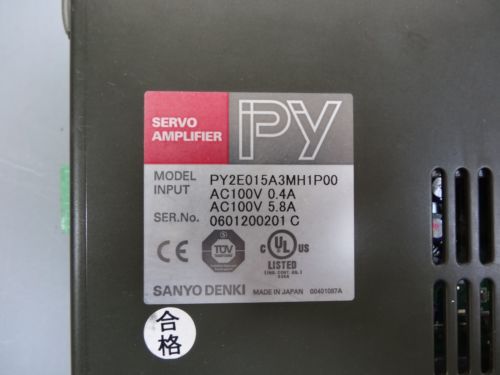 SERVO
AMPLIFIER
PY
MODEL PY2E015A3MH1P00
INPUT AC100V 0.4A
AC100V 5.8A
SER.No. 0601200201 C
CE
TÜV
C UL US
LISTED
SANYO DENKI MADE IN JAPAN 00401087A
合格